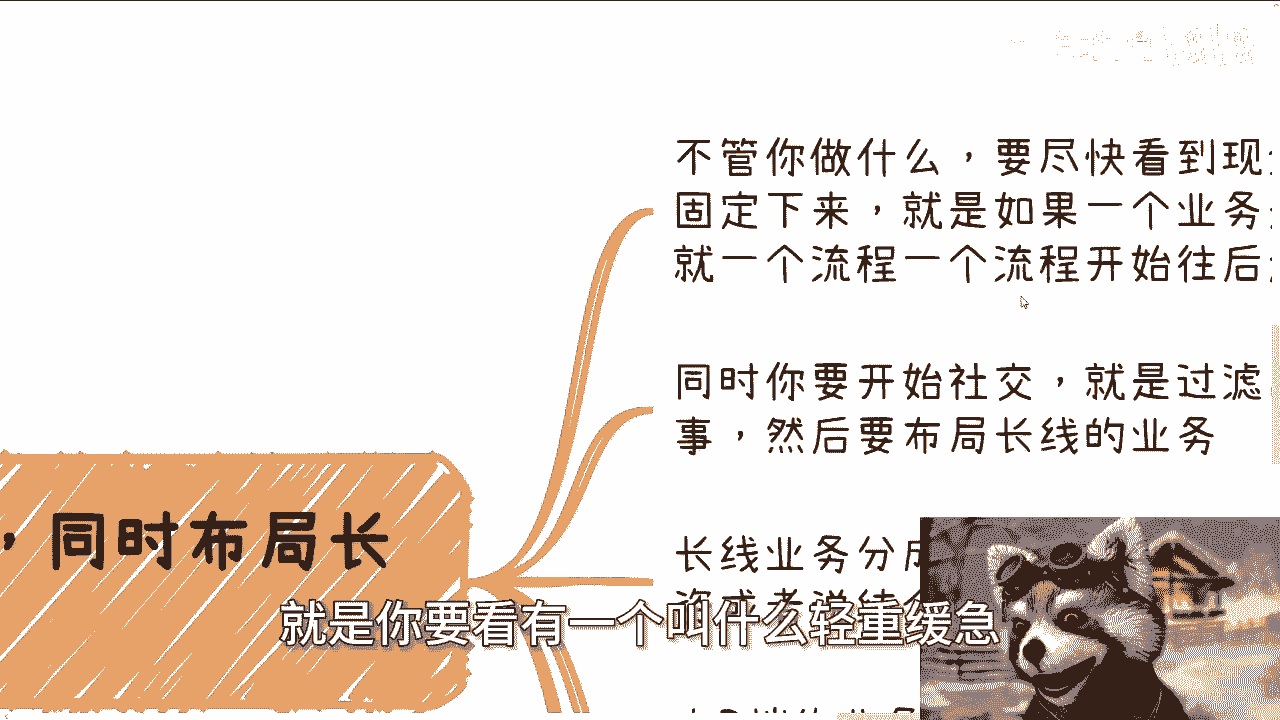 不管你做什么，要尽快看到现
固定下来，就是如果一个业务
就一个流程一个流程开始往后
同时你要开始社交，就是过滤
事，然后要布局长线的业务
，同时布局长
长线业务分成
就是你要看有一个叫什么轻重缓急